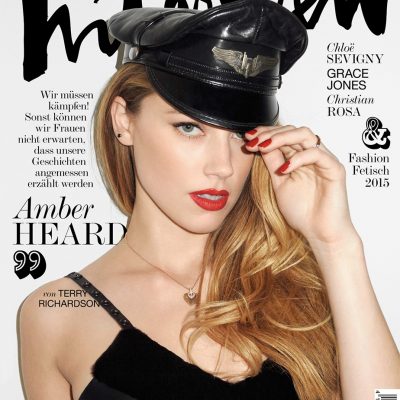 Interview
Chloë
SEVIGNY
GRACE
JONES
Christian
ROSA
&
Fashion
Fetisch
2015
Wir müssen
kämpfen!
Sonst können
wir Frauen
nicht erwarten,
dass unsere
Geschichten
angemessen
erzählt werden
Amber
HEARD
von TERRY
RICHARDSON